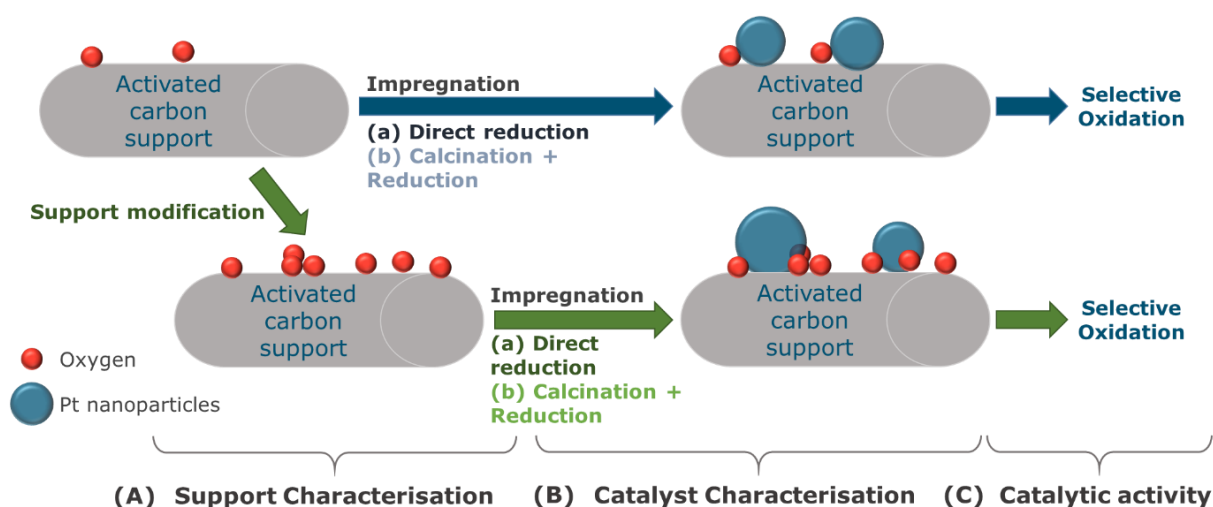 Activated
carbon
support
Impregnation
(a) Direct reduction
(b) Calcination +
Reduction
Activated
carbon
support
Selective
Oxidation
Support modification
Activated
carbon
support
Impregnation
(a) Direct
reduction
(b) Calcination +
Reduction
Activated
carbon
support
Selective
Oxidation
Oxygen
Pt nanoparticles
(A) Support Characterisation
(B) Catalyst Characterisation
(C) Catalytic activity